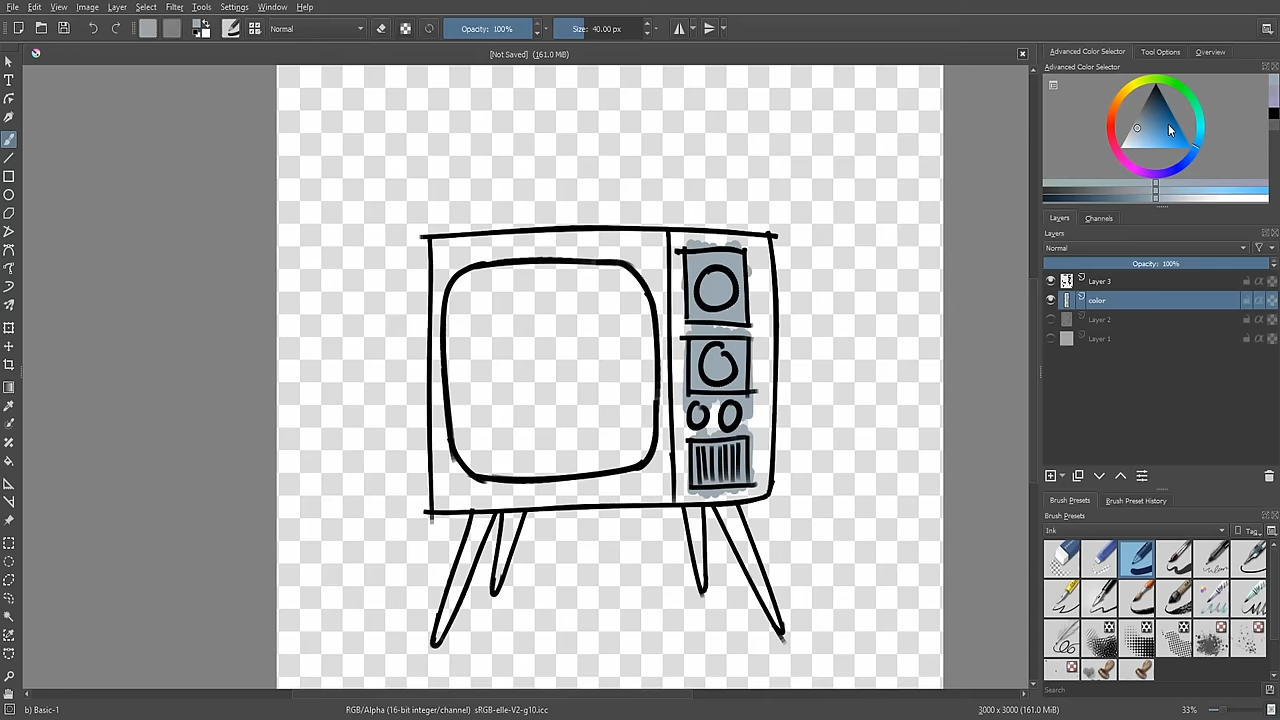 File Edit View Image Layer Select Filter Tools Settings Window Help
Normal Opacity: 100% Size: 40.00 px
[Not Saved] (161.0 MiB)
Advanced Color Selector Tool Options Overview
Advanced Color Selector
Layers Channels
Layers
Normal
Opacity: 100%
Layer 3
color
Layer 2
Layer 1
Brush Presets Brush Preset History
Brush Presets
Ink Tag
Search
b) Basic-1 RGB/Alpha (16-bit integer/channel) sRGB-elle-V2-g10.icc 3000 x 3000 (161.0 MiB) 33%